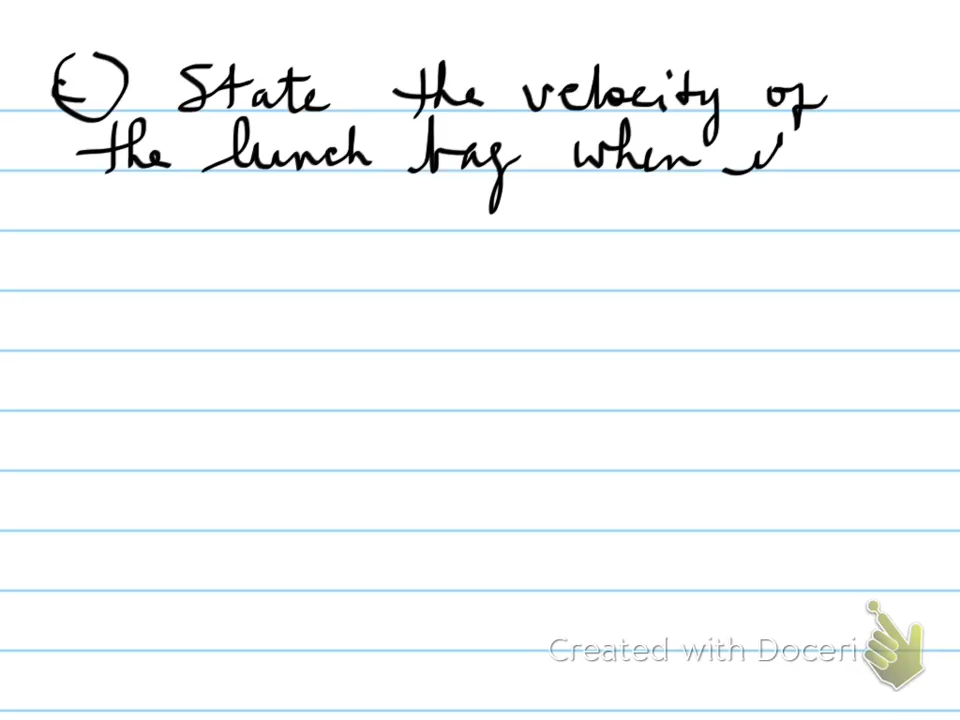 E) State the velocity of
the lunch bag when
Created with Doceri